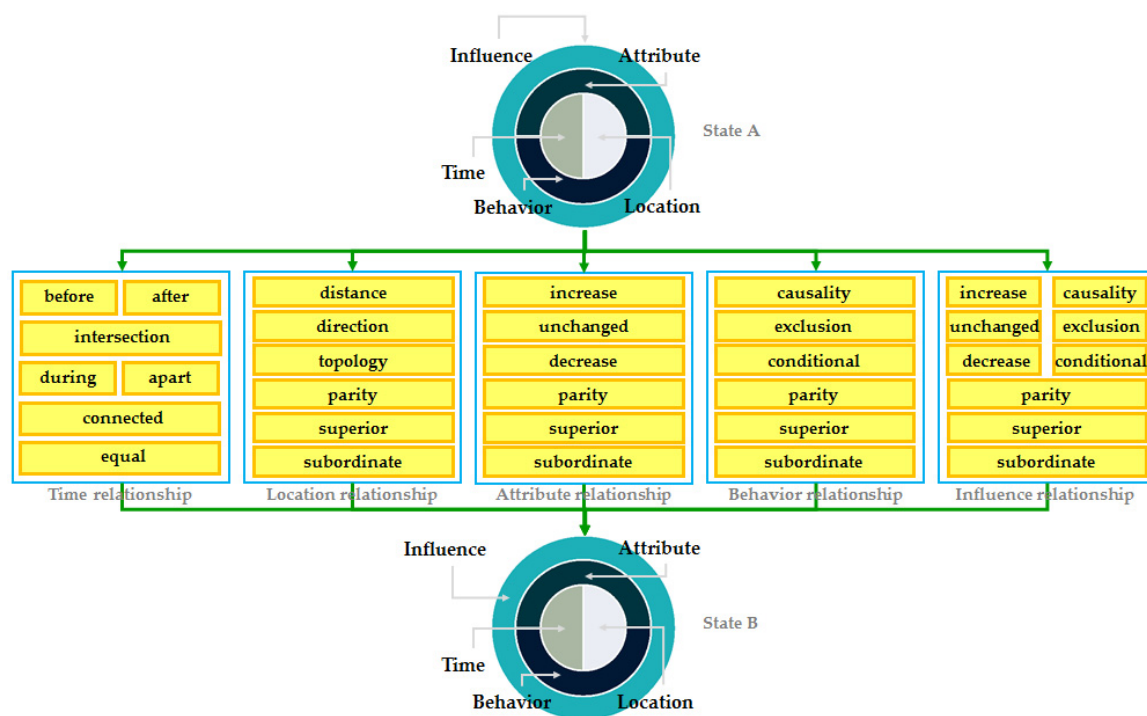 Influence
Attribute
State A
Time
Behavior
Location
before
after
intersection
during
apart
connected
equal
Time relationship
distance
direction
topology
parity
superior
subordinate
Location relationship
increase
unchanged
decrease
parity
superior
subordinate
Attribute relationship
causality
exclusion
conditional
parity
superior
subordinate
Behavior relationship
increase
causality
unchanged
exclusion
decrease
conditional
parity
superior
subordinate
Influence relationship
Influence
Attribute
State B
Time
Behavior
Location